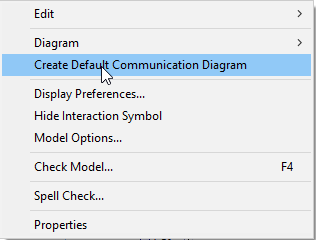 Edit
Diagram
Create Default Communication Diagram
Display Preferences...
Hide Interaction Symbol
Model Options...
Check Model... F4
Spell Check...
Properties